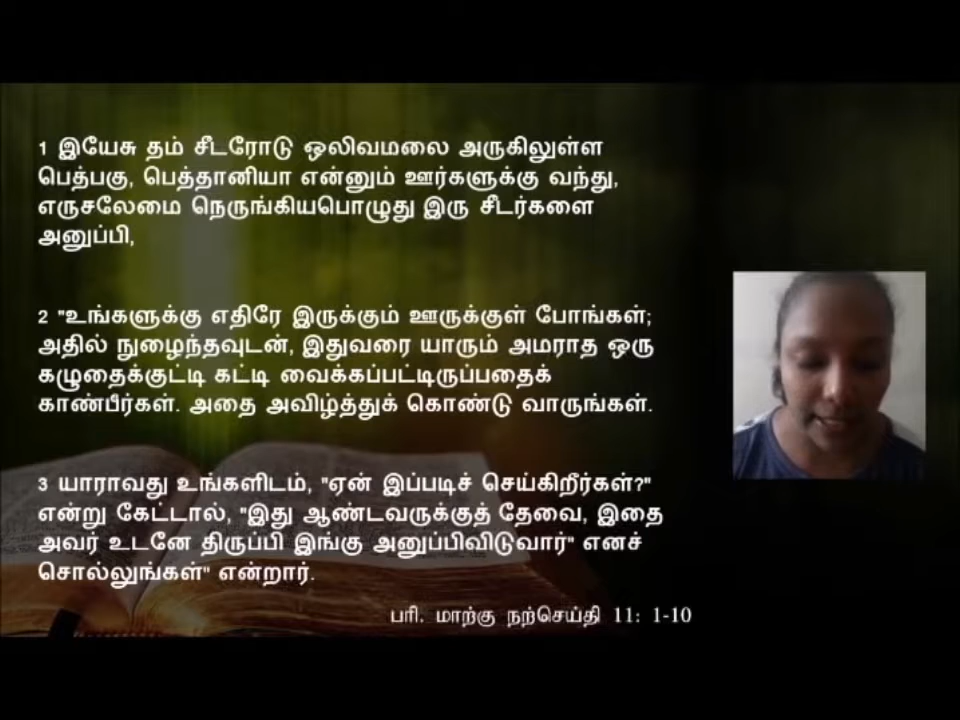 1 இயேசு தம் சீடரோடு ஒலிவமலை அருகிலுள்ள
பெத்பகு, பெத்தானியா என்னும் ஊர்களுக்கு வந்து,
எருசலேமை நெருங்கியபொழுது இரு சீடர்களை
அனுப்பி,
2 "உங்களுக்கு எதிரே இருக்கும் ஊருக்குள் போங்கள்;
அதில் நுழைந்தவுடன், இதுவரை யாரும் அமராத ஒரு
கழுதைக்குட்டி கட்டி வைக்கப்பட்டிருப்பதைக்
காண்பீர்கள். அதை அவிழ்த்துக் கொண்டு வாருங்கள்.
3 யாராவது உங்களிடம், "ஏன் இப்படிச் செய்கிறீர்கள்?"
என்று கேட்டால், "இது ஆண்டவருக்குத் தேவை, இதை
அவர் உடனே திருப்பி இங்கு அனுப்பிவிடுவார்" எனச்
சொல்லுங்கள்" என்றார்.
பரி. மாற்கு நற்செய்தி 11: 1-10